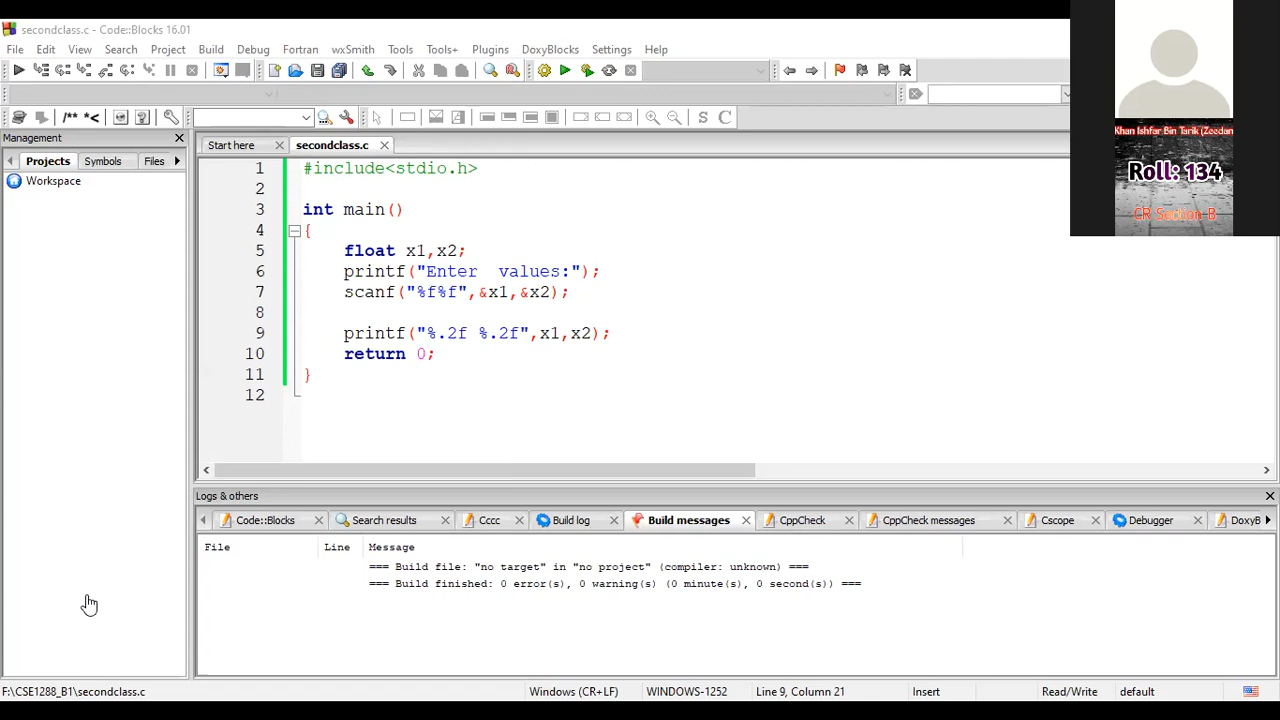 secondclass.c - Code::Blocks 16.01
File Edit View Search Project Build Debug Fortran wxSmith Tools Tools+ Plugins DoxyBlocks Settings Help
/** *<
S C
Management
Projects Symbols Files
Workspace
Start here secondclass.c
1 #include<stdio.h>
2
3 int main()
4 {
5 float x1,x2;
6 printf("Enter  values:");
7 scanf("%f%f",&x1,&x2);
8
9 printf("%.2f %.2f",x1,x2);
10 return 0;
11 }
12
Khan Ishfar Bin Tarik (Zeedan
Roll: 134
CR Section B
Logs & others
Code::Blocks Search results Cccc Build log Build messages CppCheck CppCheck messages Cscope Debugger DoxyB
File Line Message
=== Build file: "no target" in "no project" (compiler: unknown) ===
=== Build finished: 0 error(s), 0 warning(s) (0 minute(s), 0 second(s)) ===
F:\CSE1288_B1\secondclass.c Windows (CR+LF) WINDOWS-1252 Line 9, Column 21 Insert Read/Write default